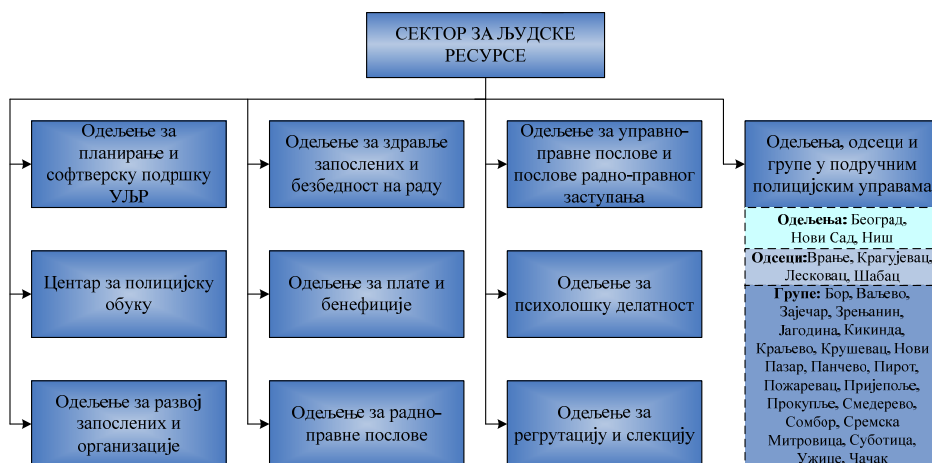 СЕКТОР ЗА ЉУДСКЕ
РЕСУРСЕ
Одељење за
планирање и
софтверску подршку
УЉР
Одељење за здравље
запослених и
безбедност на раду
Одељење за управно-
правне послове и
послове радно-правног
заступања
Одељења, одсеци и
групе у подручним
полицијским управама
Одељења: Београд,
Нови Сад, Ниш
Одсеци:Врање, Крагујевац,
Лесковац, Шабац
Групе: Бор, Ваљево,
Зајечар, Зрењанин,
Јагодина, Кикинда,
Краљево, Крушевац, Нови
Пазар, Панчево, Пирот,
Пожаревац, Пријепоље,
Прокупље, Смедерево,
Сомбор, Сремска
Митровица, Суботица,
Ужице, Чачак
Центар за полицијску
обуку
Одељење за плате и
бенефиције
Одељење за
психолошку делатност
Одељење за развој
запослених и
организације
Одељење за радно-
правне послове
Одељење за
регрутацију и слекцију